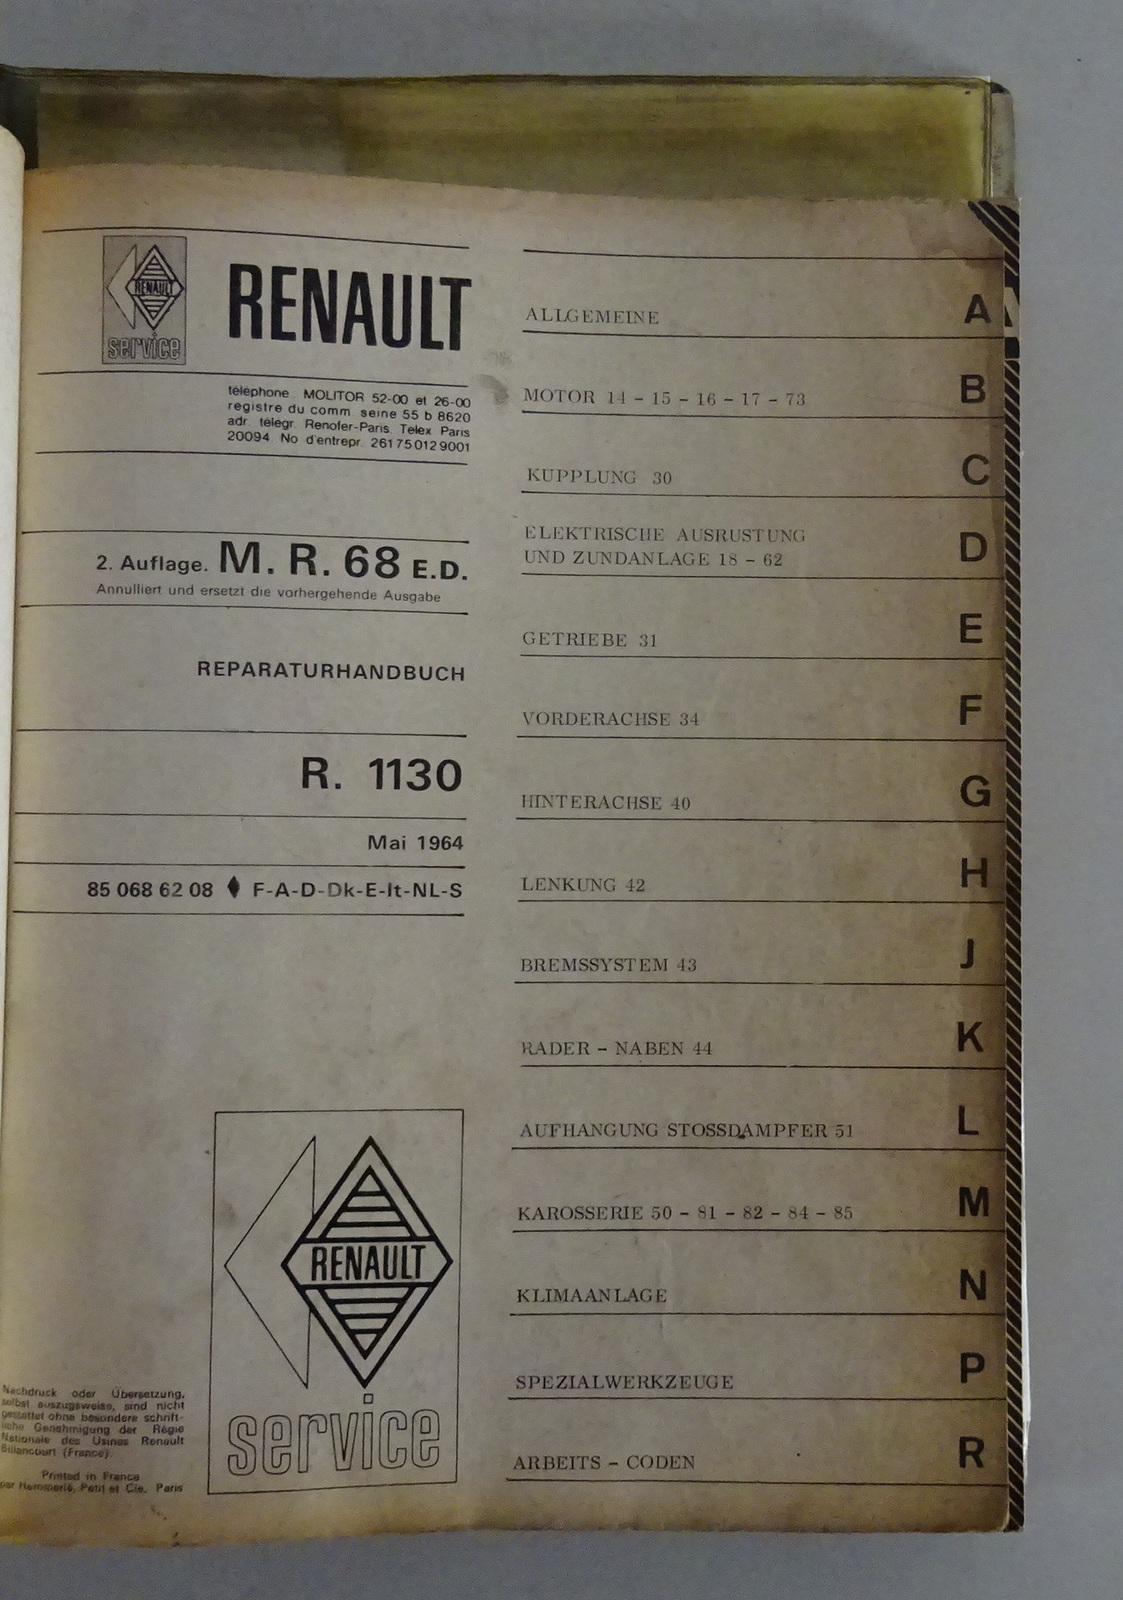 RENAULT
service
RENAULT
téléphone MOLITOR 52-00 et 26-00
registre du comm. seine 55 b 8620
adr. télégr. Renofer-Paris Telex Paris
20094 No d'entrepr. 261 75 012 9001
2. Auflage. M. R. 68 E.D.
Annulliert und ersetzt die vorhergehende Ausgabe
REPARATURHANDBUCH
R. 1130
Mai 1964
85 068 62 08 ♦ F-A-D-Dk-E-It-NL-S
RENAULT
service
Nachdruck oder Übersetzung,
selbst auszugsweise, sind nicht
gestattet ohne besondere schrift-
liche Genehmigung der Régie
Nationale des Usines Renault
Billancourt (France).
Printed in France
par Hemmerlé, Petit et Cie. Paris
ALLGEMEINE A
MOTOR 14 - 15 - 16 - 17 - 73 B
KUPPLUNG 30 C
ELEKTRISCHE AUSRUSTUNG
UND ZUNDANLAGE 18 - 62 D
GETRIEBE 31 E
VORDERACHSE 34 F
HINTERACHSE 40 G
LENKUNG 42 H
BREMSSYSTEM 43 J
RADER - NABEN 44 K
AUFHANGUNG STOSSDAMPFER 51 L
KAROSSERIE 50 - 81 - 82 - 84 - 85 M
KLIMAANLAGE N
SPEZIALWERKZEUGE P
ARBEITS - CODEN R